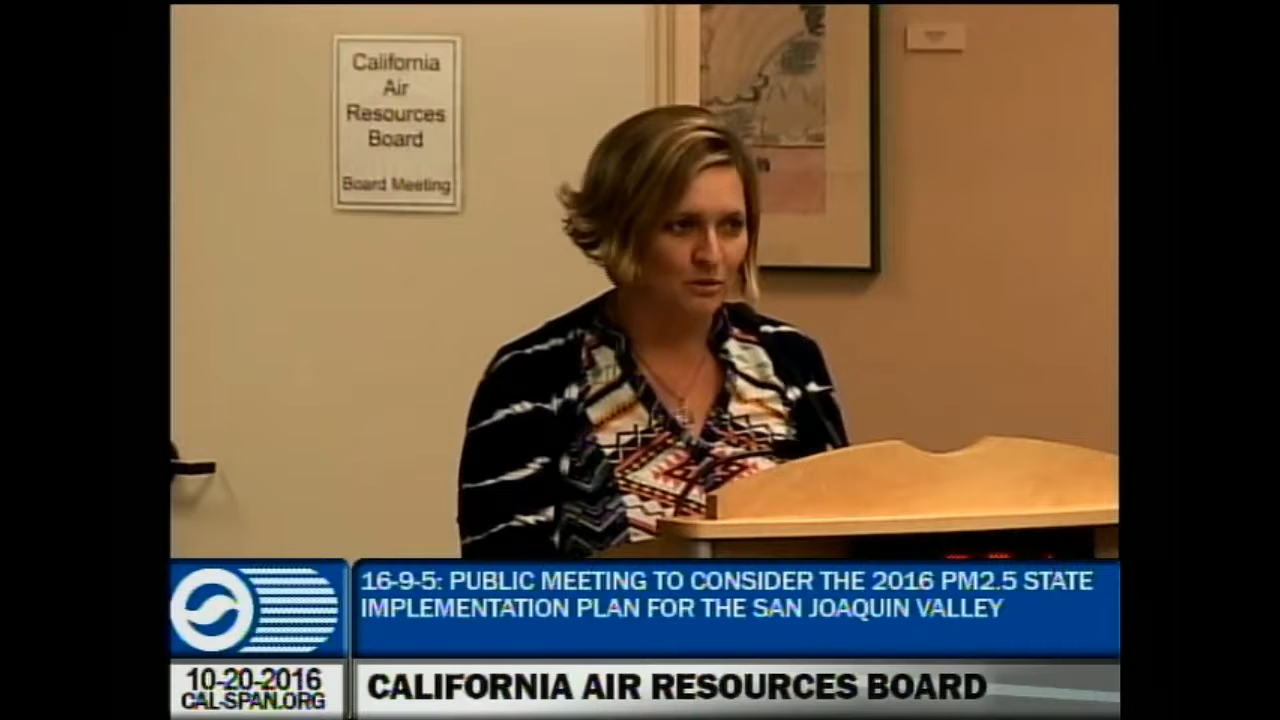 California
Air
Resources
Board
Board Meeting
16-9-5: PUBLIC MEETING TO CONSIDER THE 2016 PM2.5 STATE
IMPLEMENTATION PLAN FOR THE SAN JOAQUIN VALLEY
10-20-2016
CAL-SPAN.ORG
CALIFORNIA AIR RESOURCES BOARD